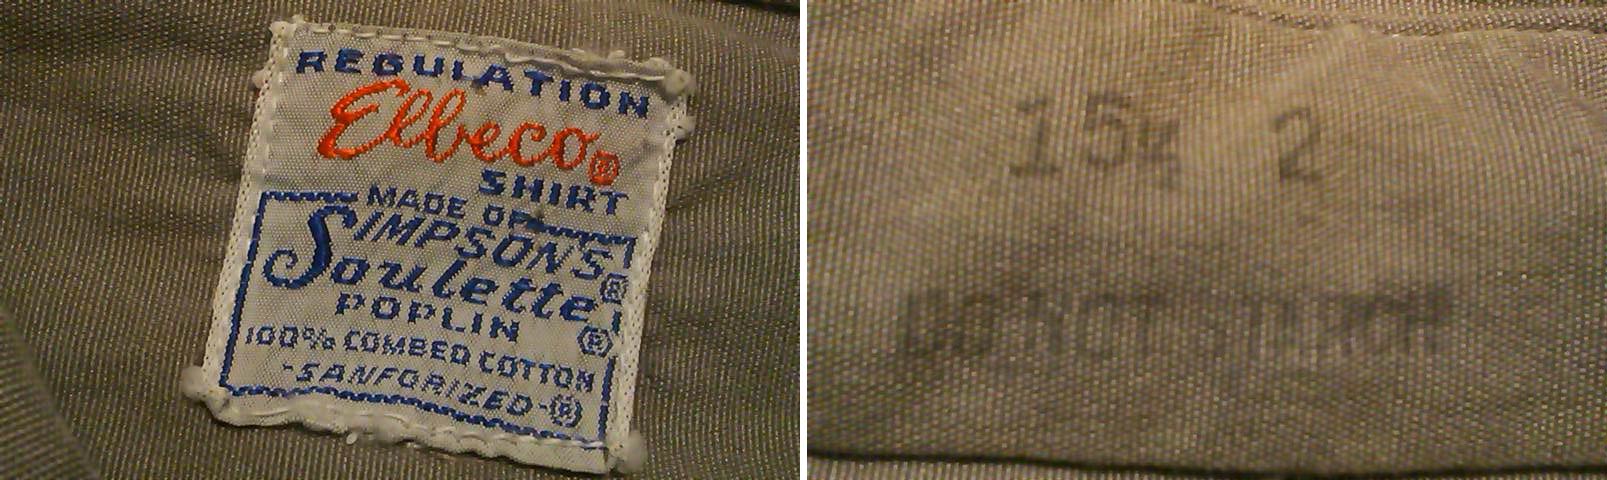 REGULATION
Elbeco®
SHIRT
MADE OF
SIMPSON'S
Soulette®
POPLIN ®
100% COMBED COTTON
-SANFORIZED-®
15½ 2